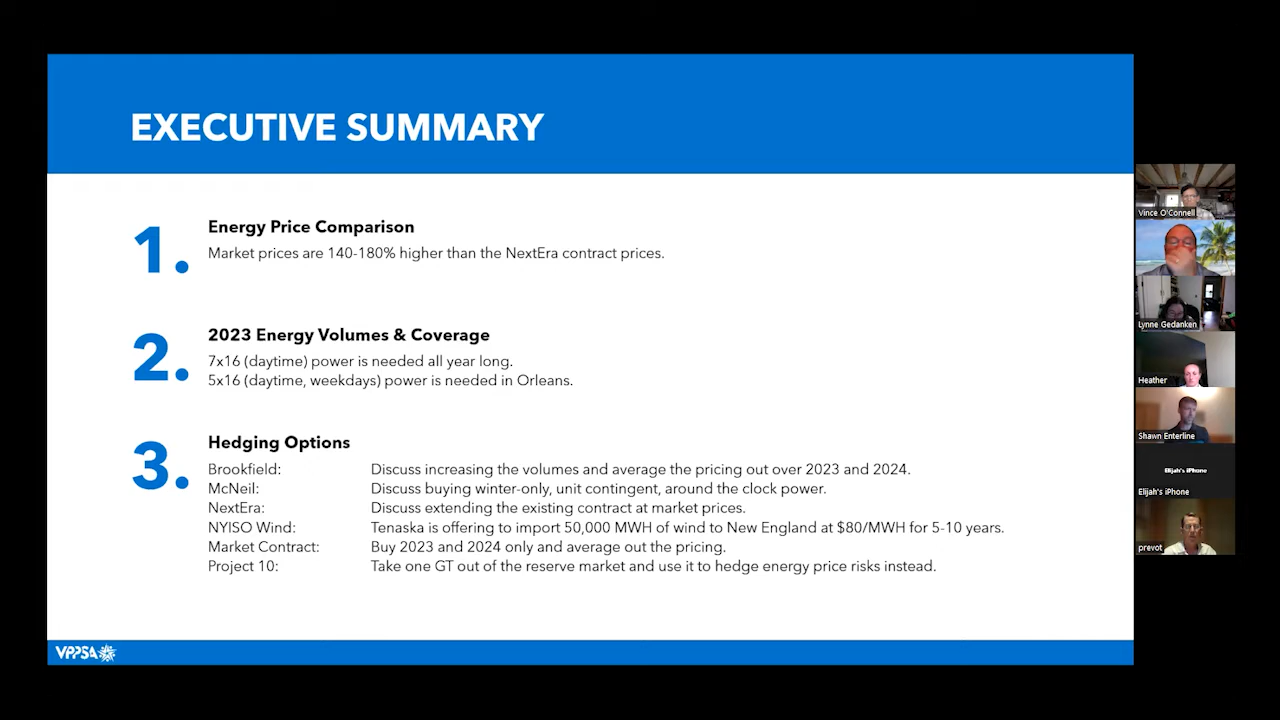 EXECUTIVE SUMMARY
1.
Energy Price Comparison
Market prices are 140-180% higher than the NextEra contract prices.
2.
2023 Energy Volumes & Coverage
7x16 (daytime) power is needed all year long.
5x16 (daytime, weekdays) power is needed in Orleans.
3.
Hedging Options
Brookfield: Discuss increasing the volumes and average the pricing out over 2023 and 2024.
McNeil: Discuss buying winter-only, unit contingent, around the clock power.
NextEra: Discuss extending the existing contract at market prices.
NYISO Wind: Tenaska is offering to import 50,000 MWH of wind to New England at $80/MWH for 5-10 years.
Market Contract: Buy 2023 and 2024 only and average out the pricing.
Project 10: Take one GT out of the reserve market and use it to hedge energy price risks instead.
VPPSA
Vince O'Connell
Lynne Gedanken
Heather
Shawn Enterline
Elijah's iPhone
Elijah's iPhone
prevot